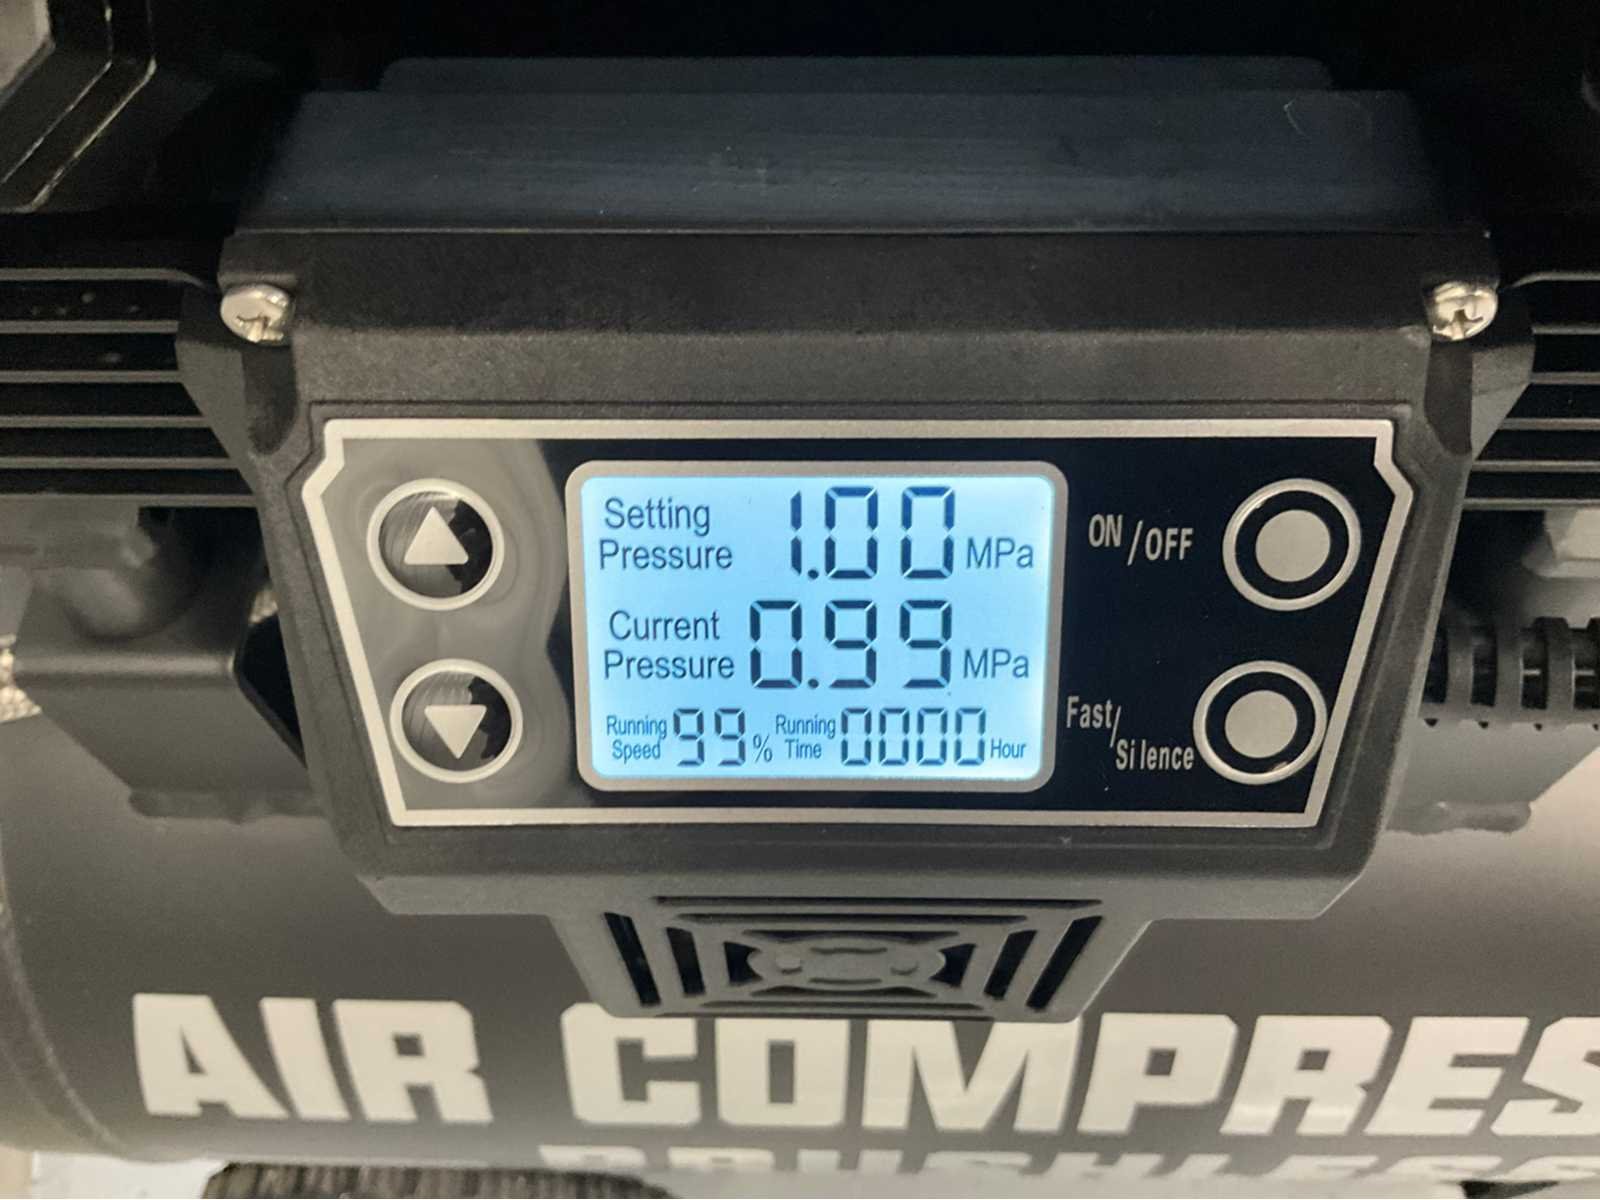 Setting Pressure 1.00 MPa
Current Pressure 0.99 MPa
Running Speed 99 % Running Time 0000 Hour
ON/OFF
Fast/Silence
AIR COMPRES